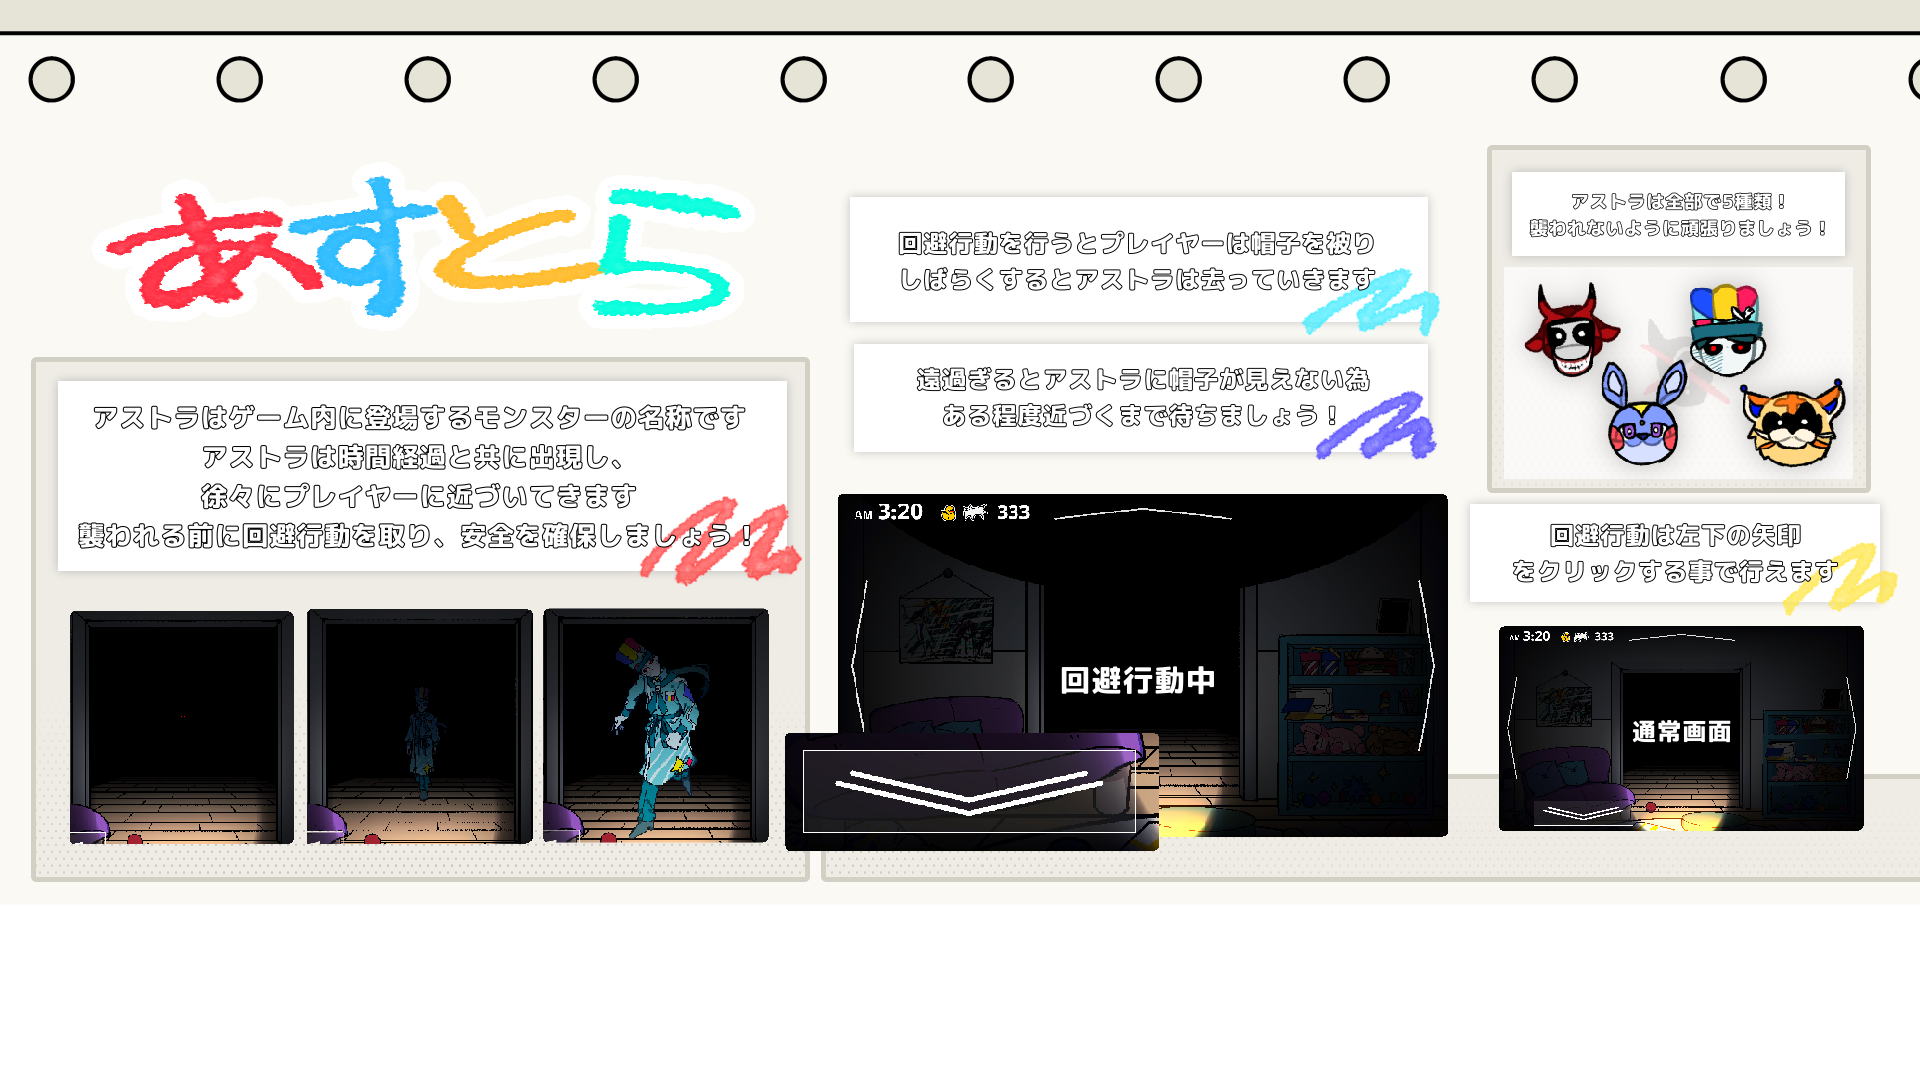 あすとら
アストラはゲーム内に登場するモンスターの名称です
アストラは時間経過と共に出現し、
徐々にプレイヤーに近づいてきます
襲われる前に回避行動を取り、安全を確保しましょう！
回避行動を行うとプレイヤーは帽子を被り
しばらくするとアストラは去っていきます
遠過ぎるとアストラに帽子が見えない為
ある程度近づくまで待ちましょう！
AM 3:20 333
回避行動中
アストラは全部で5種類！
襲われないように頑張りましょう！
回避行動は左下の矢印
をクリックする事で行えます
AM 3:20 333
通常画面